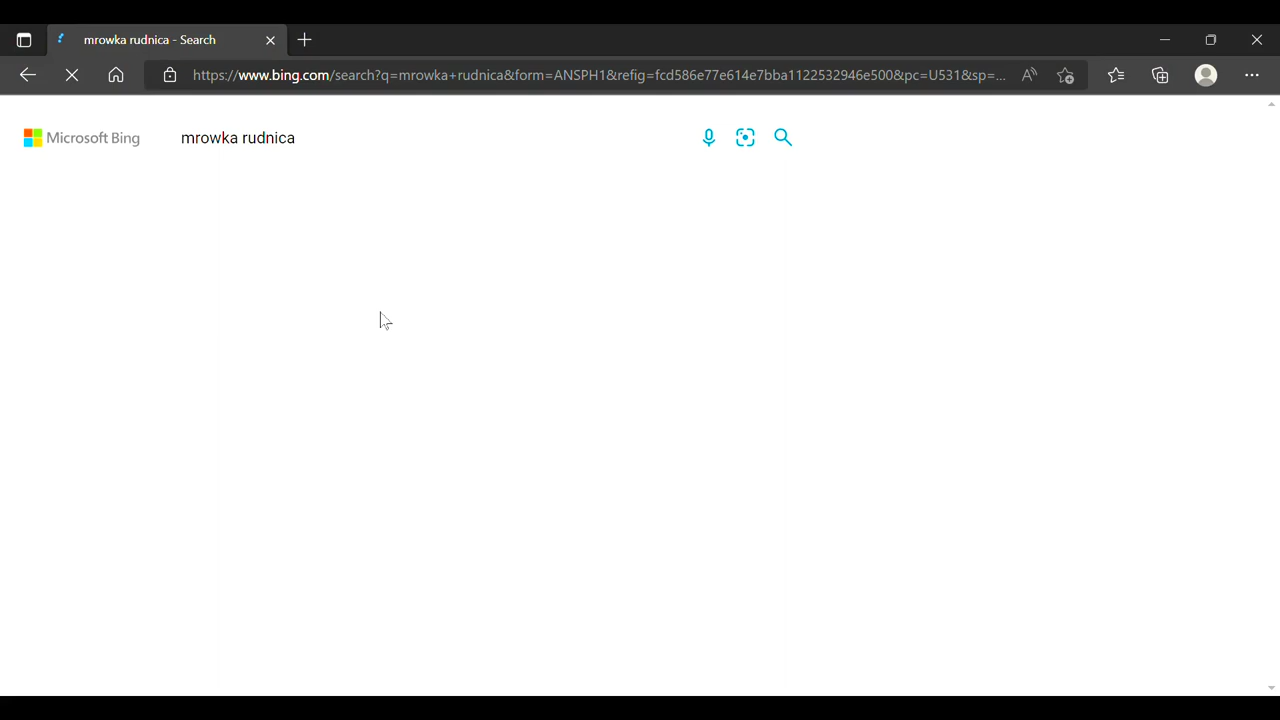 mrowka rudnica - Search
https://www.bing.com/search?q=mrowka+rudnica&form=ANSPH1&refig=fcd586e77e614e7bba1122532946e500&pc=U531&sp=...
Microsoft Bing
mrowka rudnica